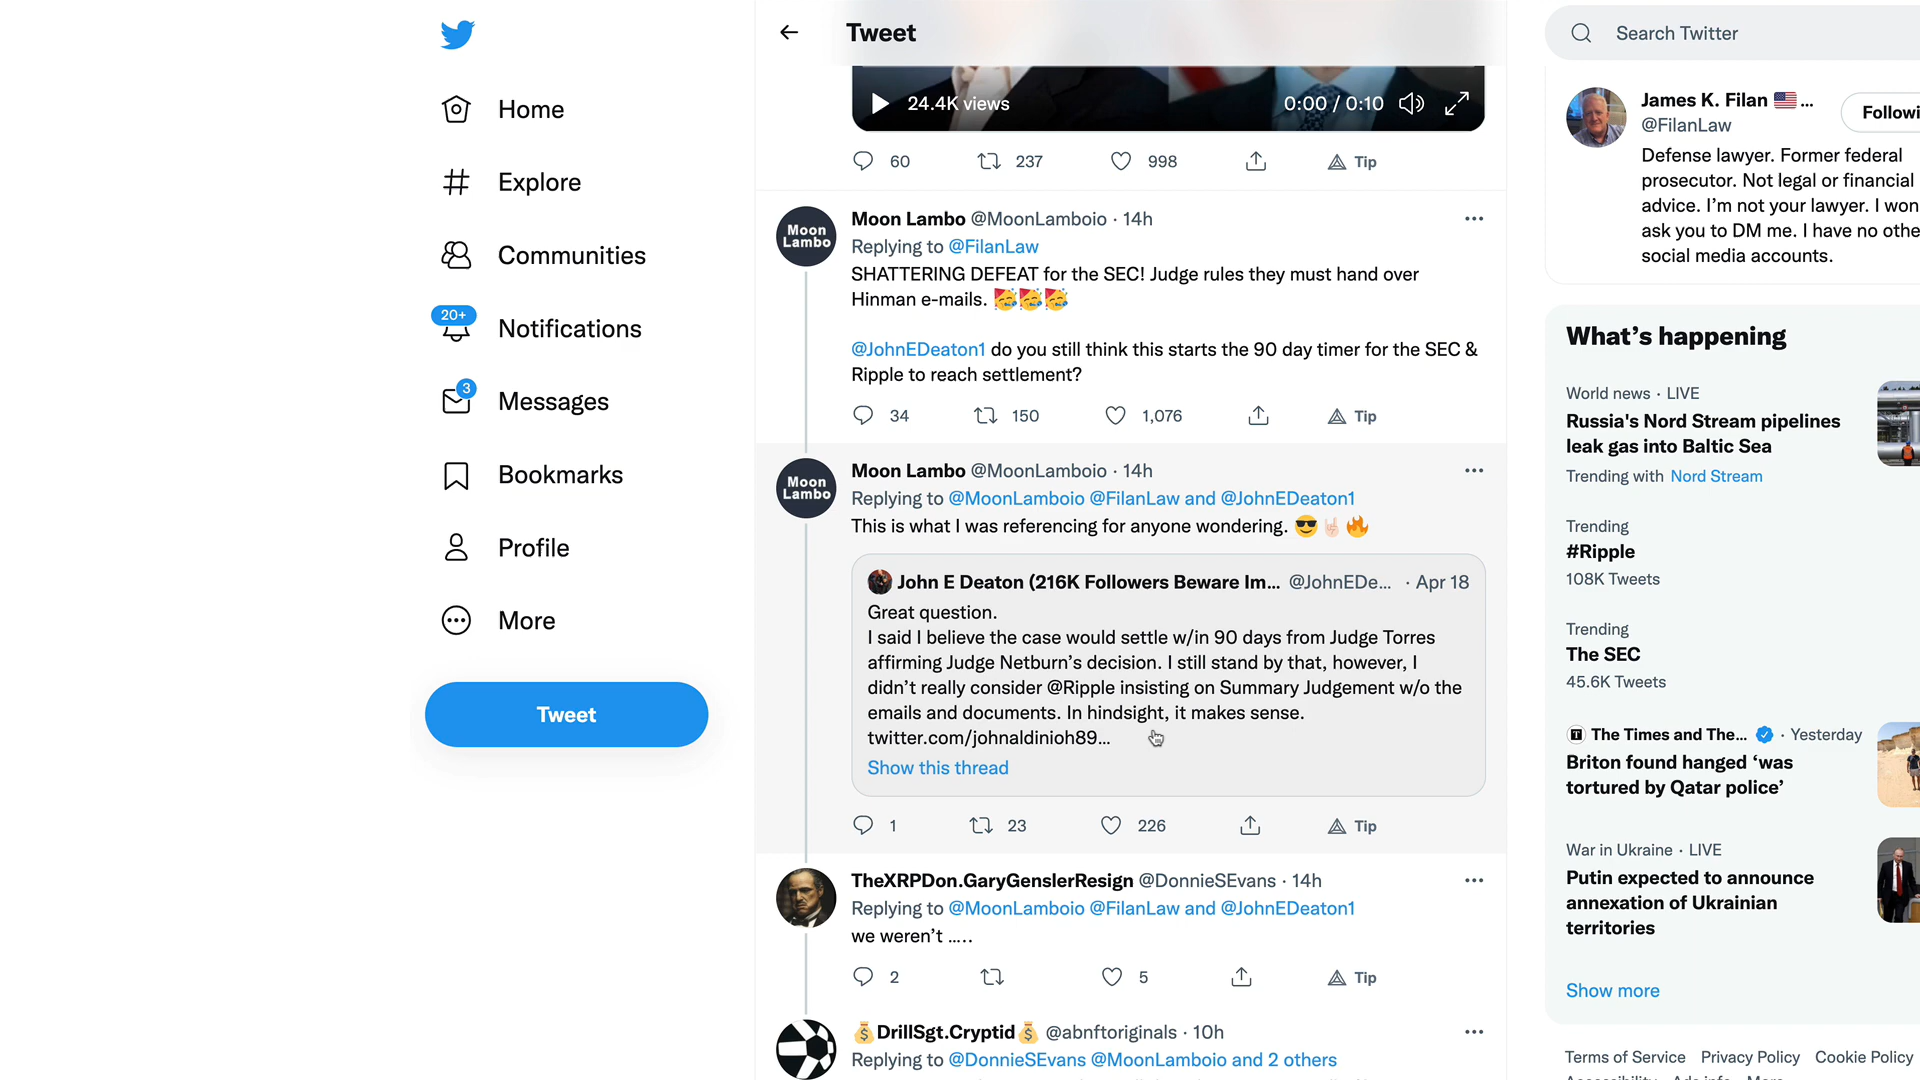 Home
Explore
Communities
20+
Notifications
3
Messages
Bookmarks
Profile
More
Tweet
Tweet
24.4K views
0:00 / 0:10
60
237
998
Tip
Moon
Lambo
Moon Lambo @MoonLamboio · 14h
Replying to @FilanLaw
SHATTERING DEFEAT for the SEC! Judge rules they must hand over
Hinman e-mails. 🥳🥳🥳
@JohnEDeaton1 do you still think this starts the 90 day timer for the SEC &
Ripple to reach settlement?
34
150
1,076
Tip
Moon
Lambo
Moon Lambo @MoonLamboio · 14h
Replying to @MoonLamboio @FilanLaw and @JohnEDeaton1
This is what I was referencing for anyone wondering. 😎🤘🏻🔥
John E Deaton (216K Followers Beware Im... @JohnEDe... · Apr 18
Great question.
I said I believe the case would settle w/in 90 days from Judge Torres
affirming Judge Netburn’s decision. I still stand by that, however, I
didn’t really consider @Ripple insisting on Summary Judgement w/o the
emails and documents. In hindsight, it makes sense.
twitter.com/johnaldinioh89...
Show this thread
1
23
226
Tip
TheXRPDon.GaryGenslerResign @DonnieSEvans · 14h
Replying to @MoonLamboio @FilanLaw and @JohnEDeaton1
we weren’t .....
2
5
Tip
💰DrillSgt.Cryptid💰 @abnftoriginals · 10h
Replying to @DonnieSEvans @MoonLamboio and 2 others
Search Twitter
James K. Filan 🇺🇸...
@FilanLaw
Followi
Defense lawyer. Former federal
prosecutor. Not legal or financial
advice. I’m not your lawyer. I won
ask you to DM me. I have no othe
social media accounts.
What’s happening
World news · LIVE
Russia's Nord Stream pipelines
leak gas into Baltic Sea
Trending with Nord Stream
Trending
#Ripple
108K Tweets
Trending
The SEC
45.6K Tweets
The Times and The... · Yesterday
Briton found hanged ‘was
tortured by Qatar police’
War in Ukraine · LIVE
Putin expected to announce
annexation of Ukrainian
territories
Show more
Terms of Service Privacy Policy Cookie Policy